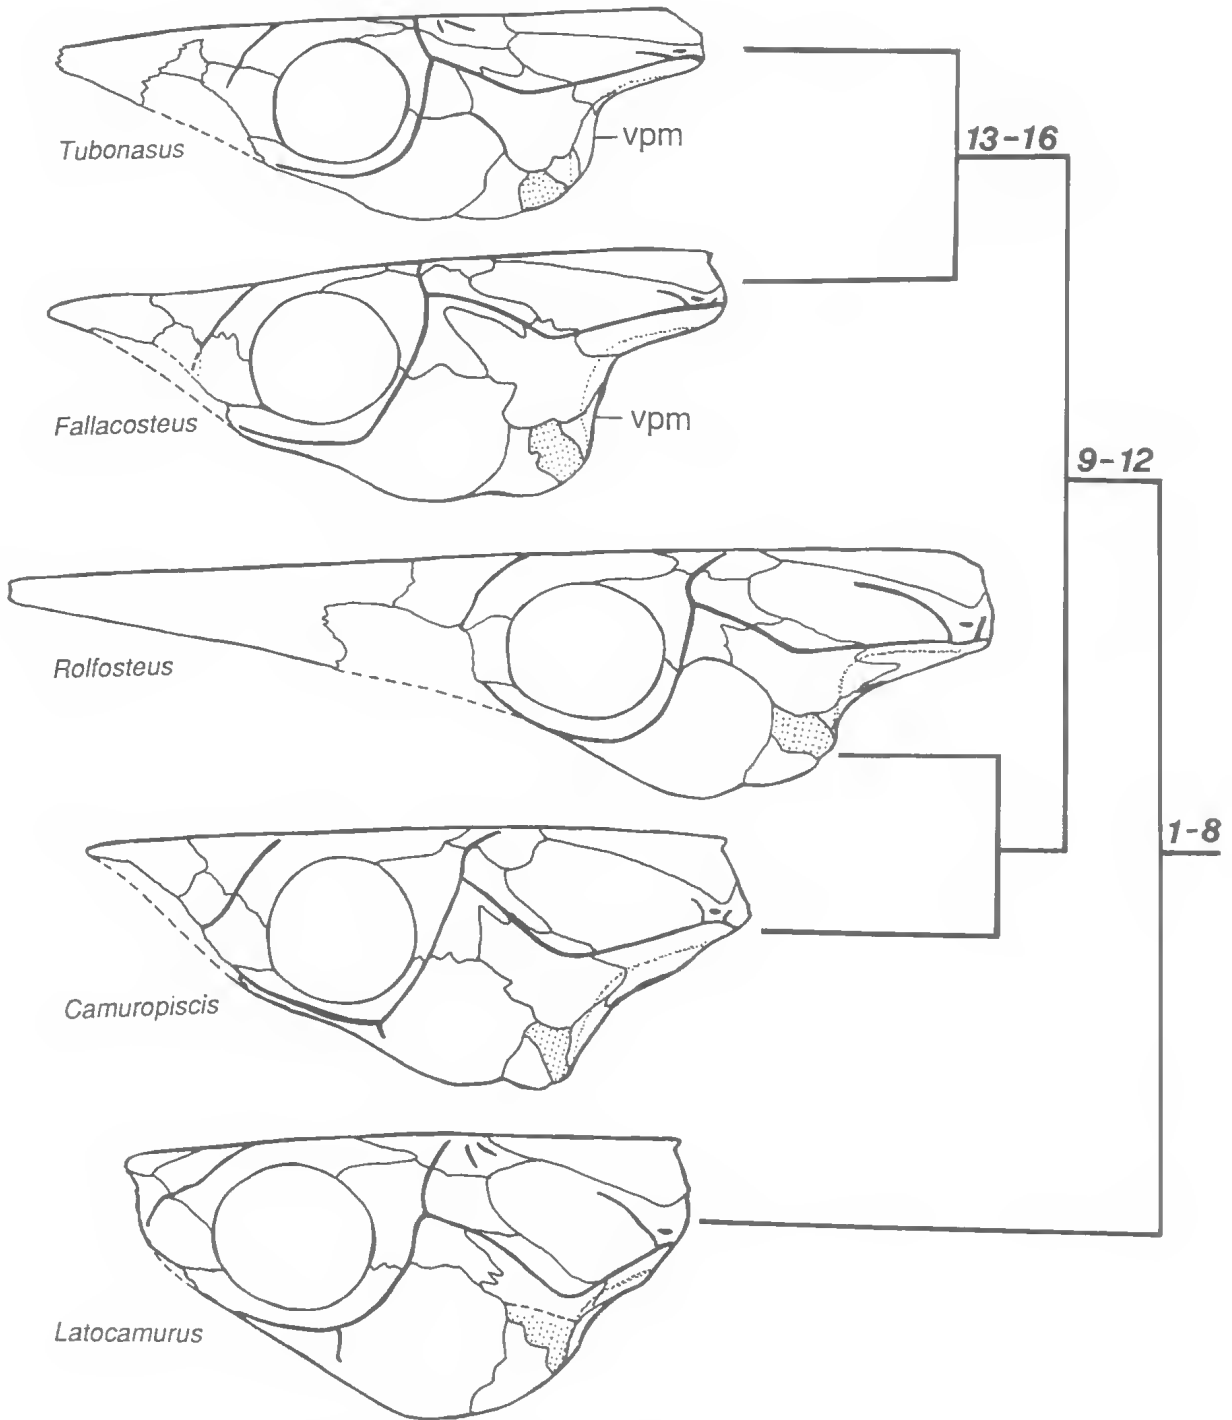 vpm
13-16
Tubonasus
vpm
Fallacosteus
9-12
Rolfosteus
1-8
Camuropiscis
Latocamurus